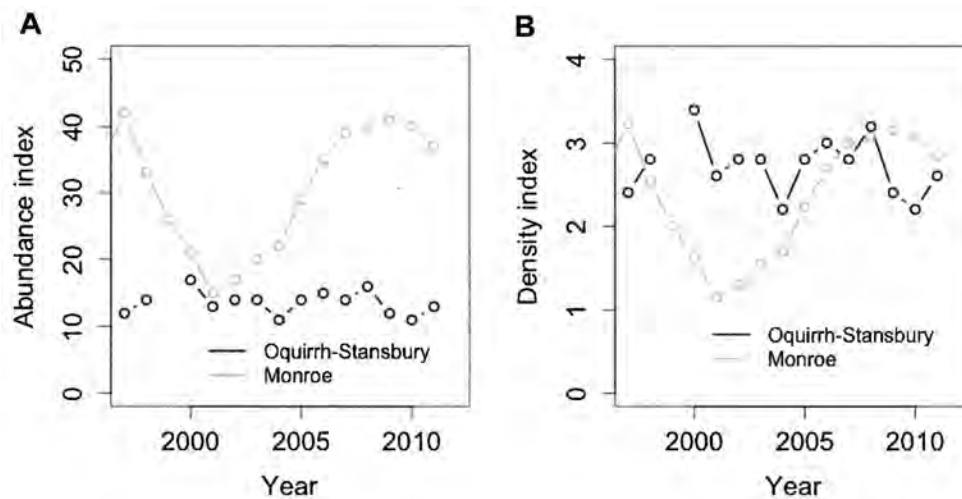 A
Abundance index
50
40
30
20
10
0
Oquirrh-Stansbury
Monroe
2000 2005 2010
Year
B
Density index
4
3
2
1
0
Oquirrh-Stansbury
Monroe
2000 2005 2010
Year